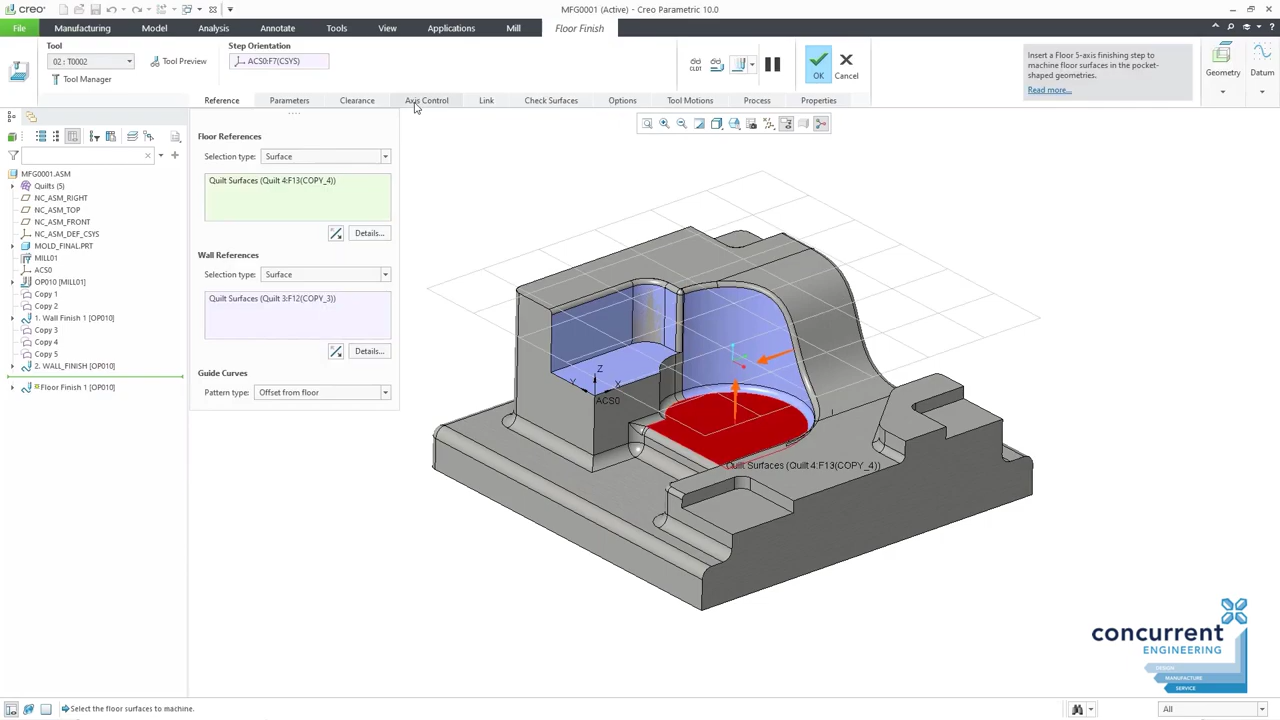 creo
MFG0001 (Active) - Creo Parametric 10.0
File
Manufacturing
Model
Analysis
Annotate
Tools
View
Applications
Mill
Floor Finish
Tool
02 : T0002
Tool Preview
Tool Manager
Step Orientation
ACS0:F7(CSYS)
OK
Cancel
Insert a Floor 5-axis finishing step to
machine floor surfaces in the pocket-
shaped geometries.
Read more...
Geometry
Datum
Reference
Parameters
Clearance
Axis Control
Link
Check Surfaces
Options
Tool Motions
Process
Properties
Floor References
Selection type:
Surface
Quilt Surfaces (Quilt 4:F13(COPY_4))
Details...
Wall References
Selection type:
Surface
Quilt Surfaces (Quilt 3:F12(COPY_3))
Details...
Guide Curves
Pattern type:
Offset from floor
MFG0001.ASM
Quilts (5)
NC_ASM_RIGHT
NC_ASM_TOP
NC_ASM_FRONT
NC_ASM_DEF_CSYS
MOLD_FINAL.PRT
MILL01
ACS0
OP010 [MILL01]
Copy 1
Copy 2
1. Wall Finish 1 [OP010]
Copy 3
Copy 4
Copy 5
2. WALL_FINISH [OP010]
Floor Finish 1 [OP010]
Z
Y
X
ACS0
Quilt Surfaces (Quilt 4:F13(COPY_4))
concurrent
ENGINEERING
DESIGN
MANUFACTURE
SERVICE
Select the floor surfaces to machine.
All